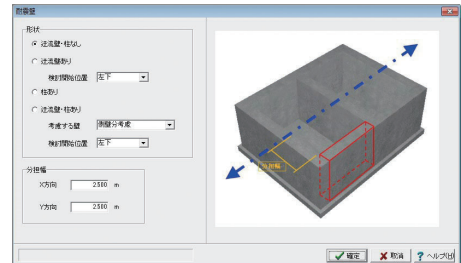 耐震壁
形状
迂流壁・柱なし
迂流壁あり
検討開始位置 左下
柱あり
迂流壁・柱あり
考慮する壁 側壁分考慮
検討開始位置 左下
分担幅
X方向 2.500 m
Y方向 2.500 m
分担幅
確定
取消
ヘルプ(H)